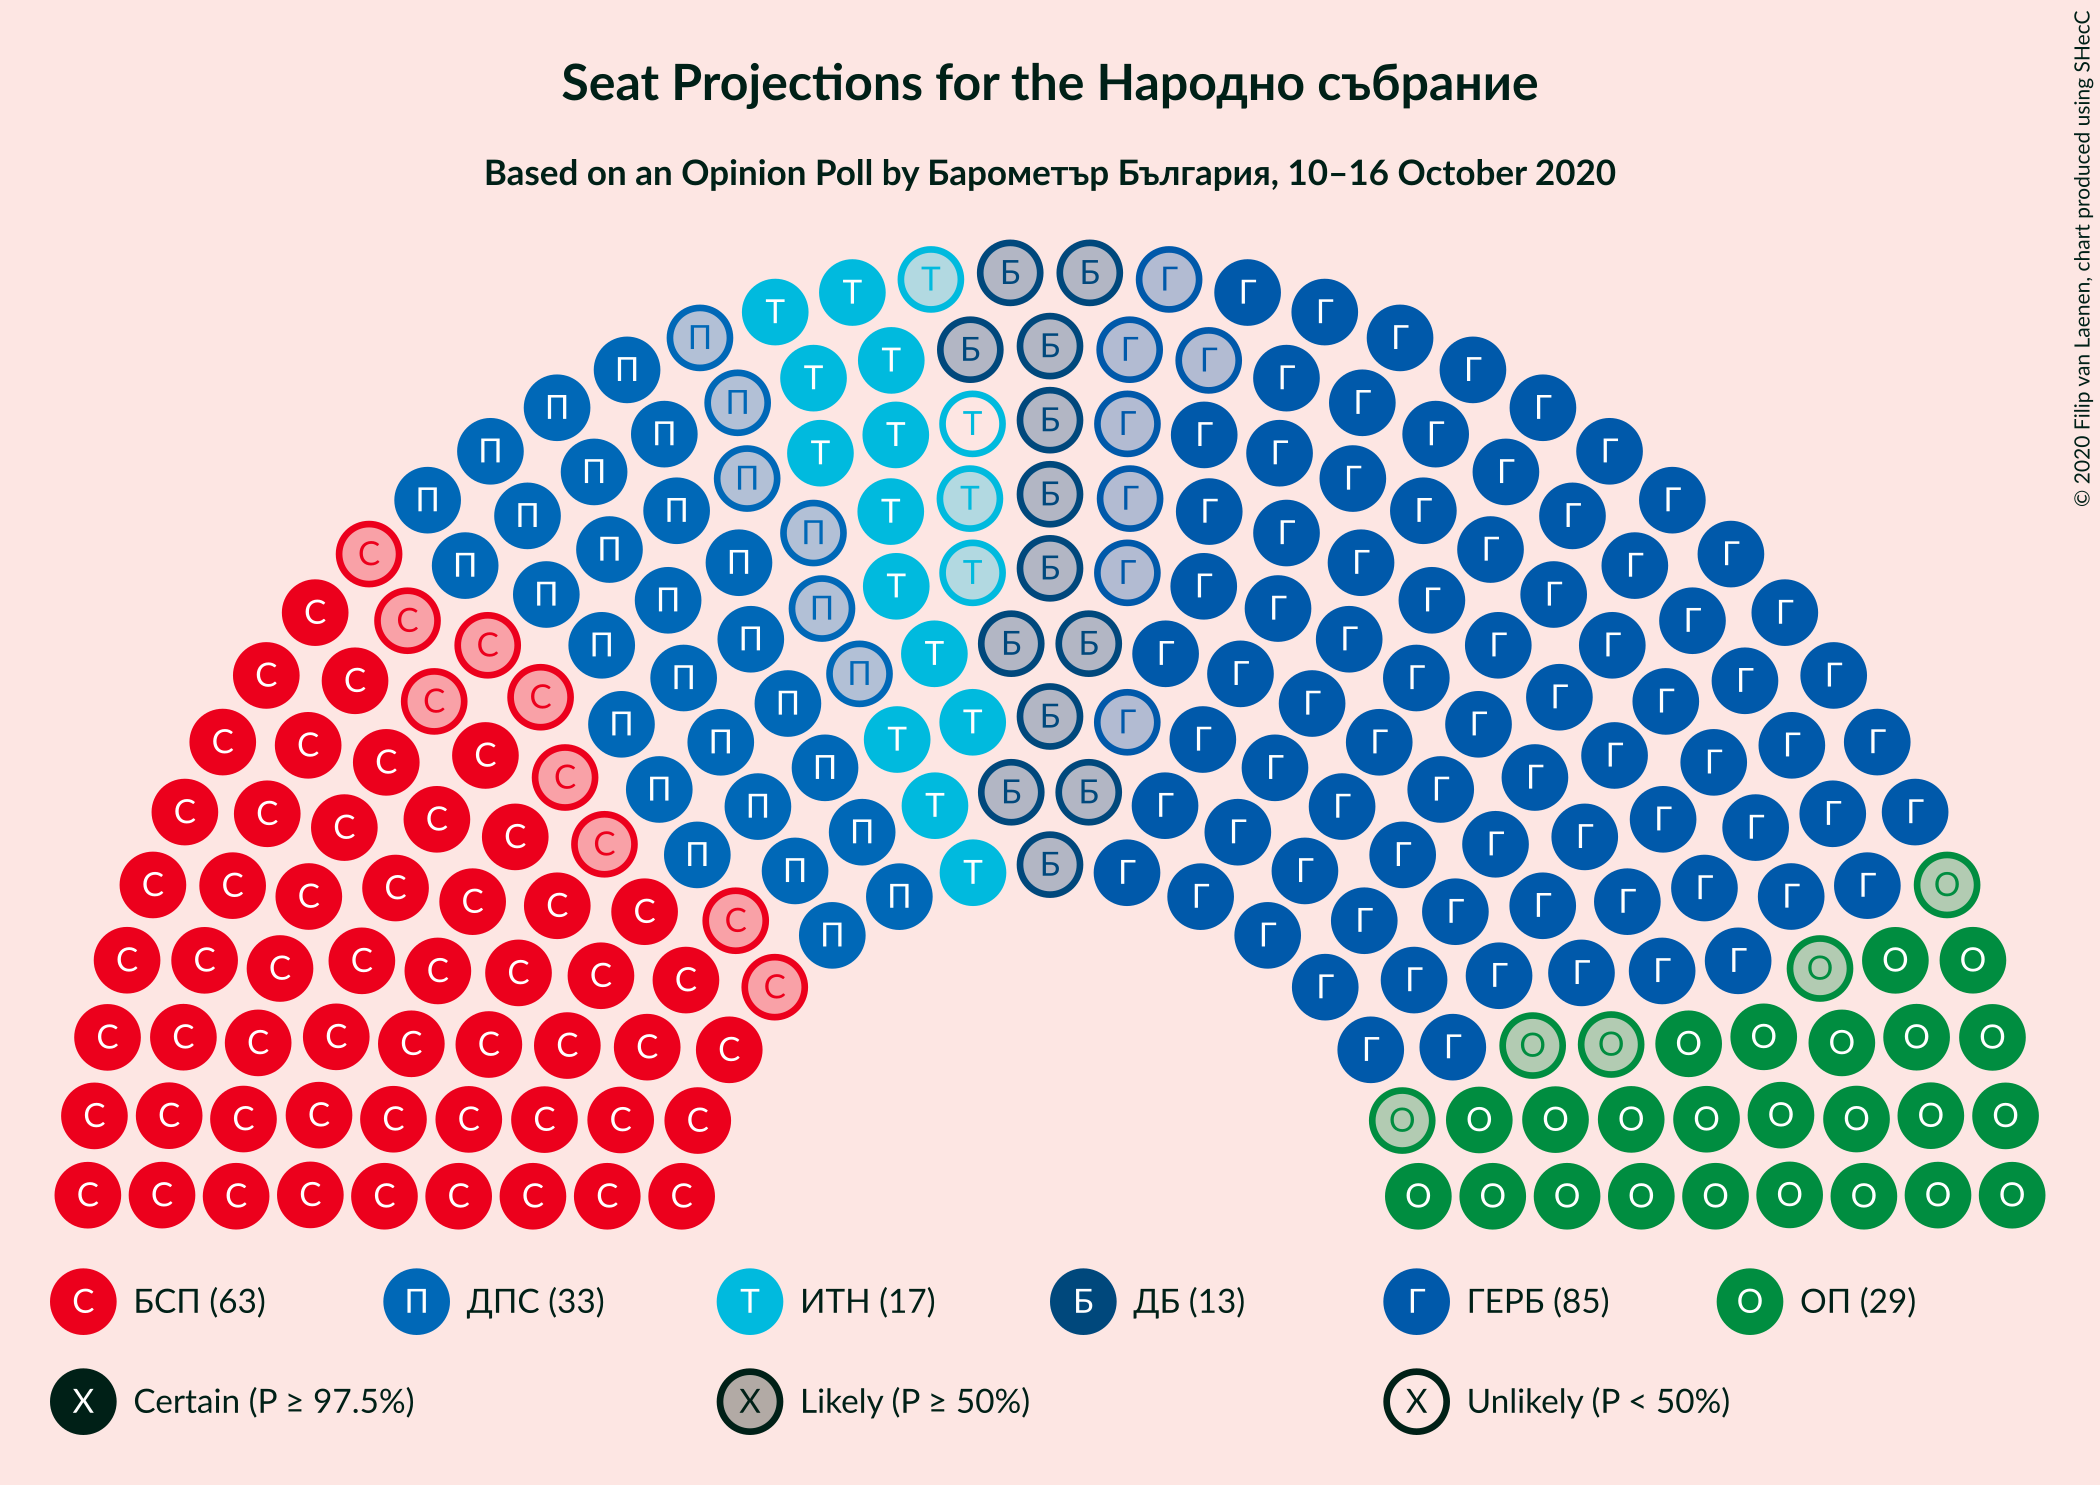 Seat Projections for the Народно събрание
Based on an Opinion Poll by Барометър България, 10–16 October 2020
© 2020 Filip van Laenen, chart produced using SHecC
С БСП (63) П ДПС (33) Т ИТН (17) Б ДБ (13) Г ГЕРБ (85) О ОП (29)
X Certain (P ≥ 97.5%) X Likely (P ≥ 50%) X Unlikely (P < 50%)